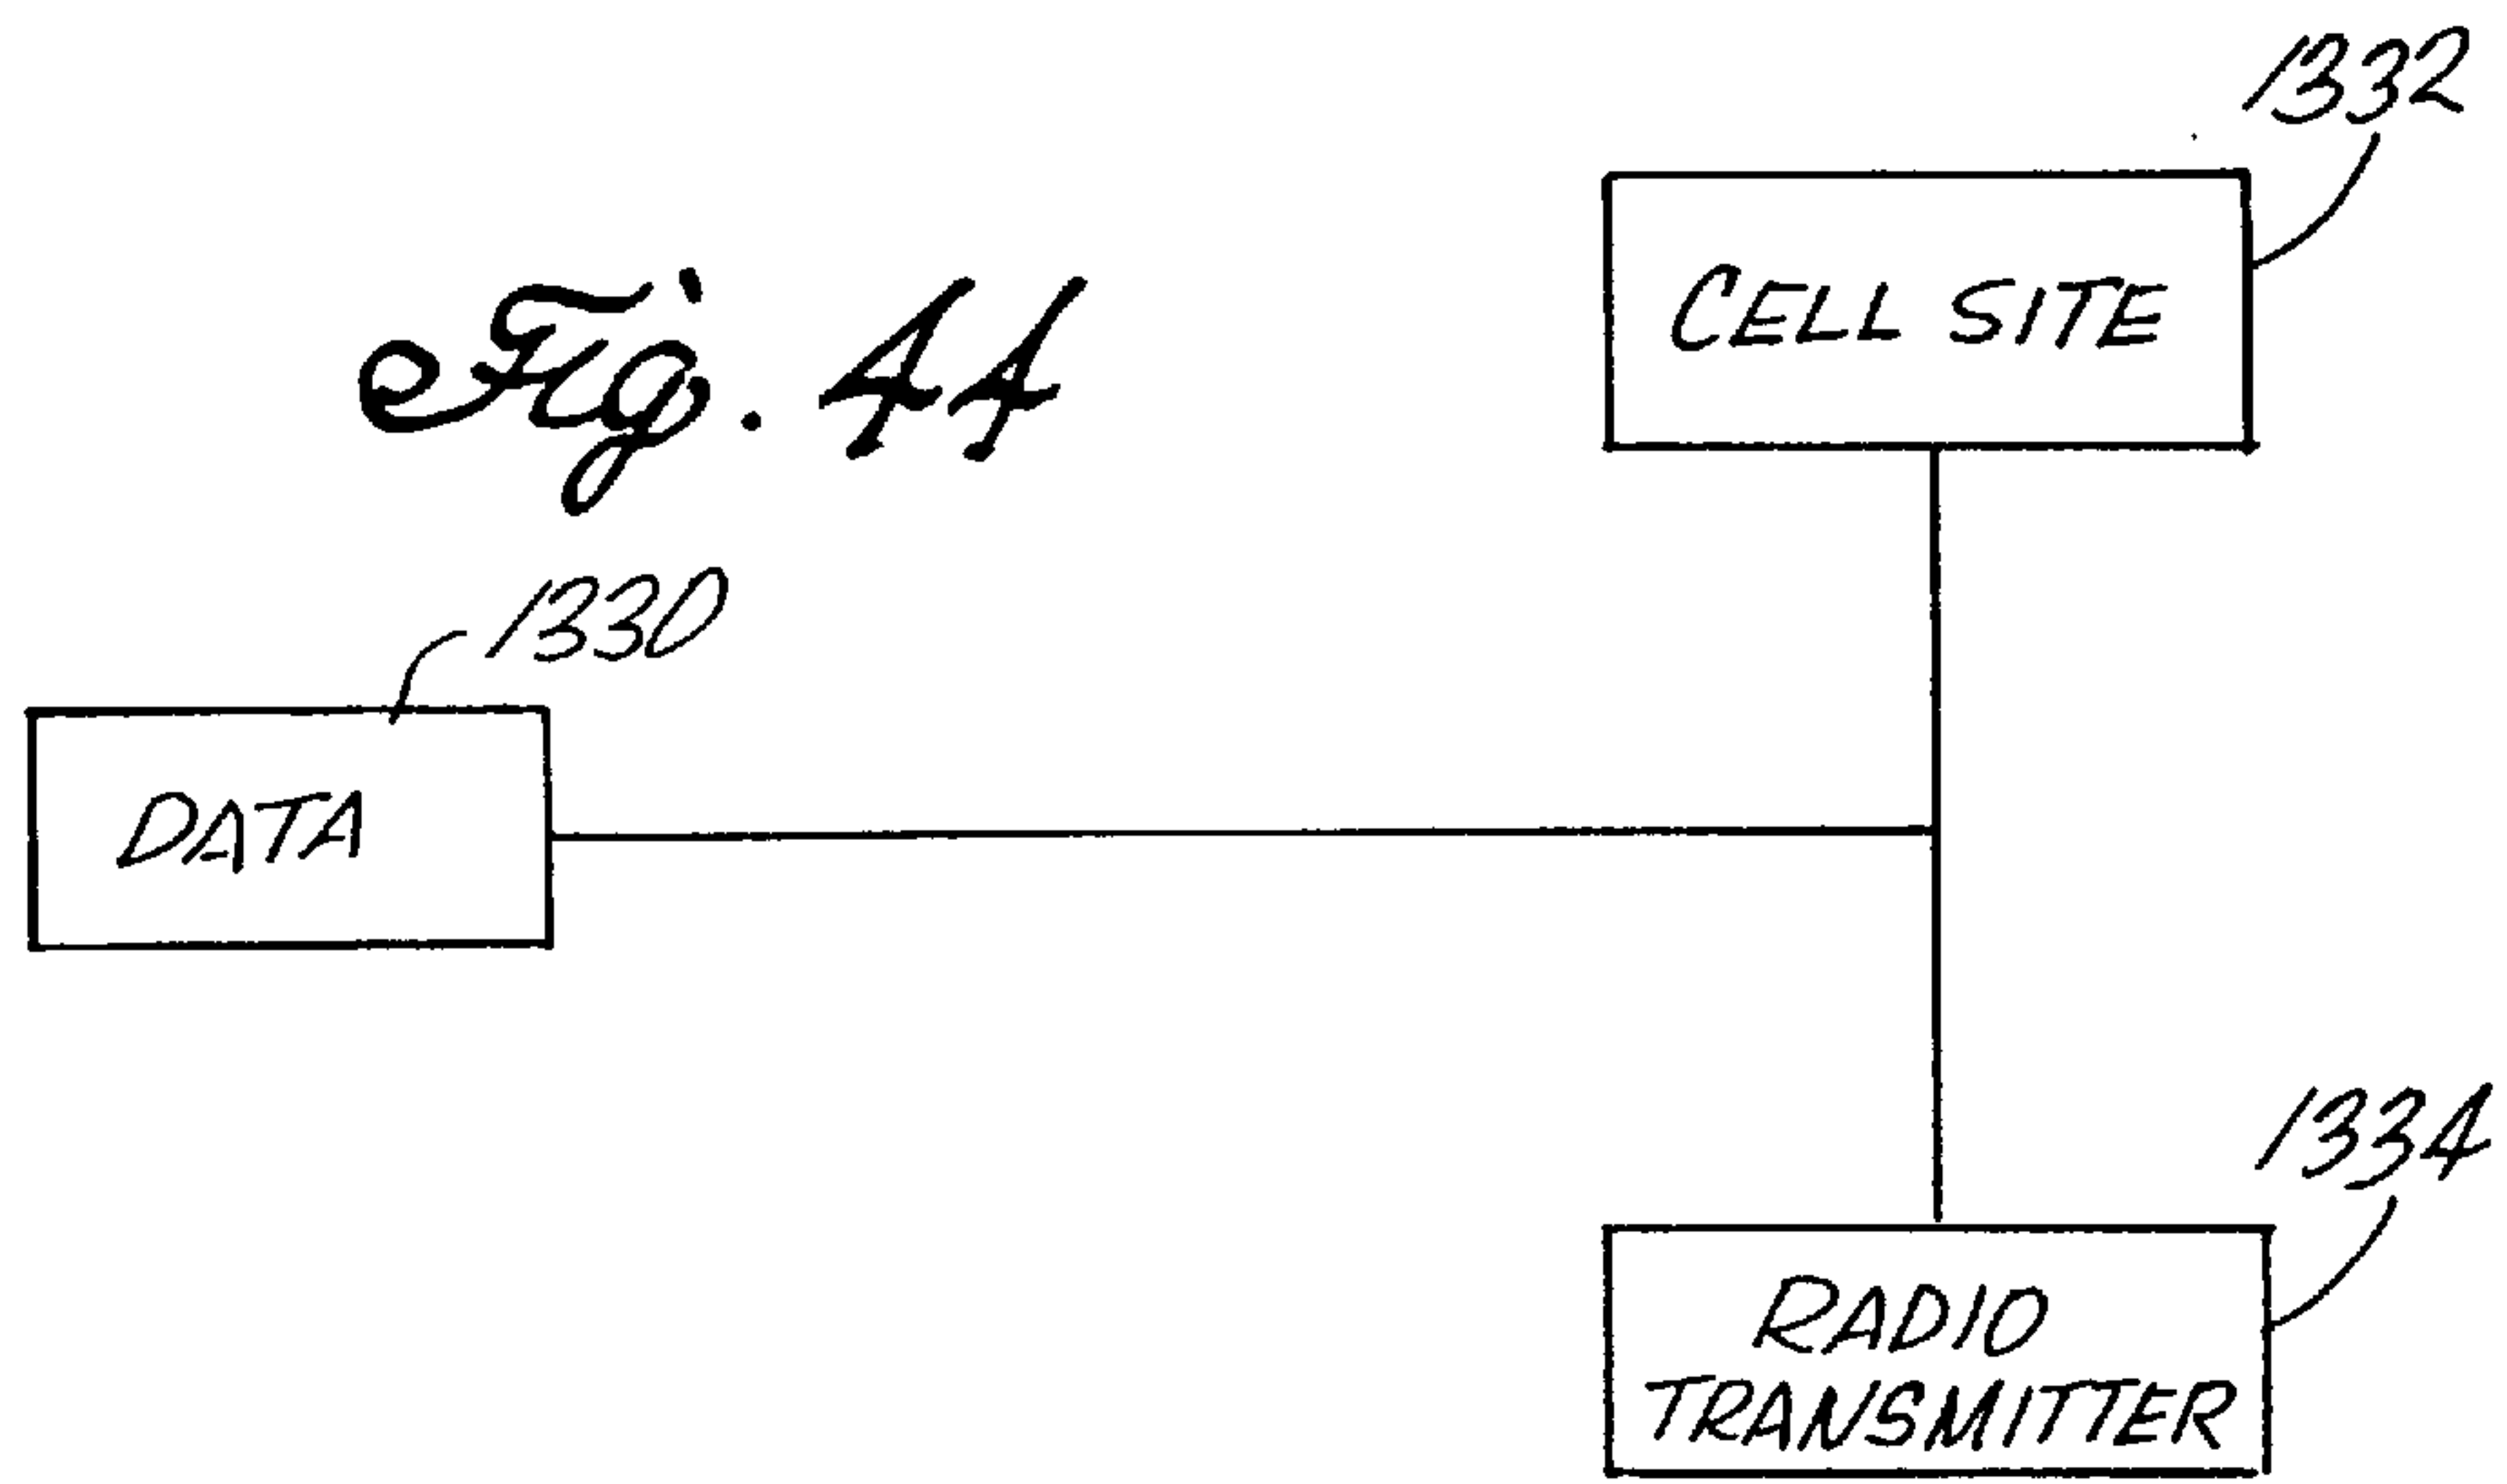 1332
CELL SITE
Fig. 44
1330
DATA
1334
RADIO
TRANSMITTER